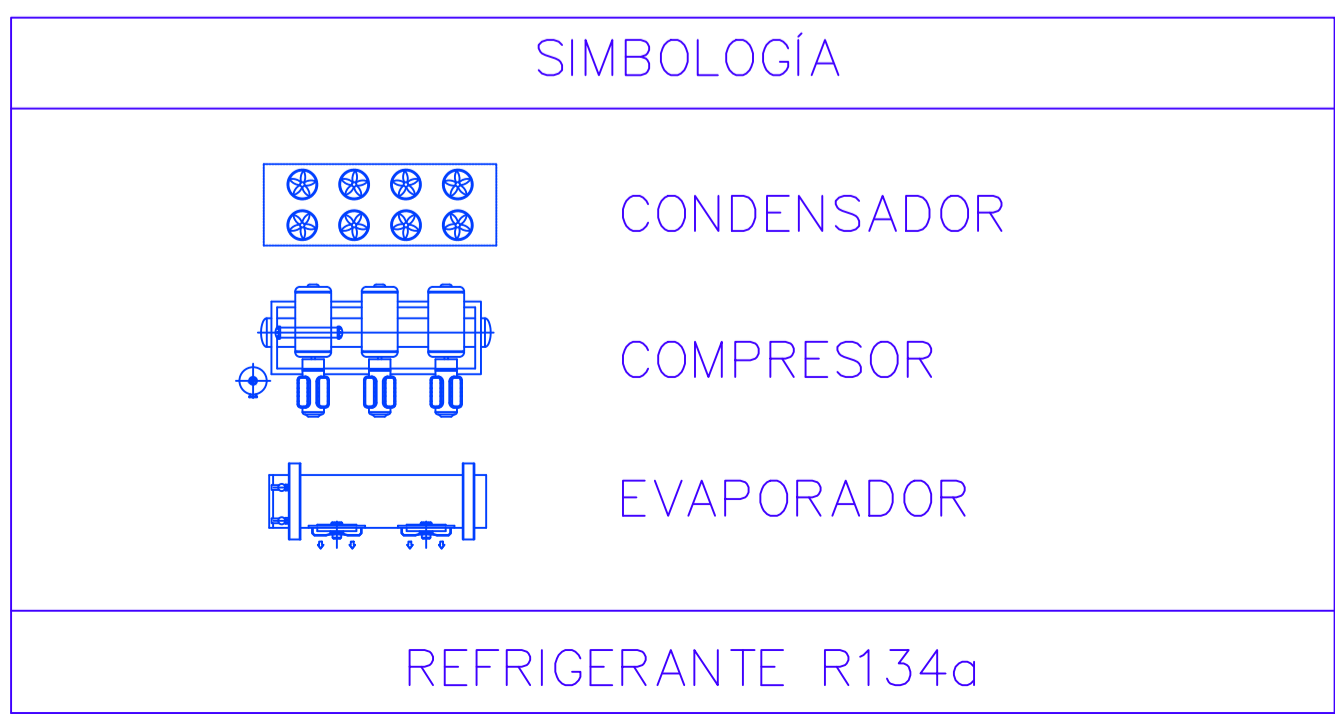 SIMBOLOGÍA
CONDENSADOR
COMPRESOR
EVAPORADOR
REFRIGERANTE R134a